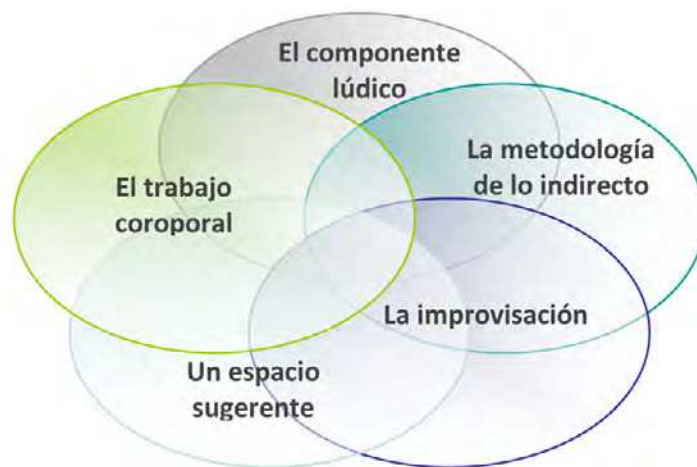 El componente
lúdico
La metodología
de lo indirecto
El trabajo
coroporal
La improvisación
Un espacio
sugerente